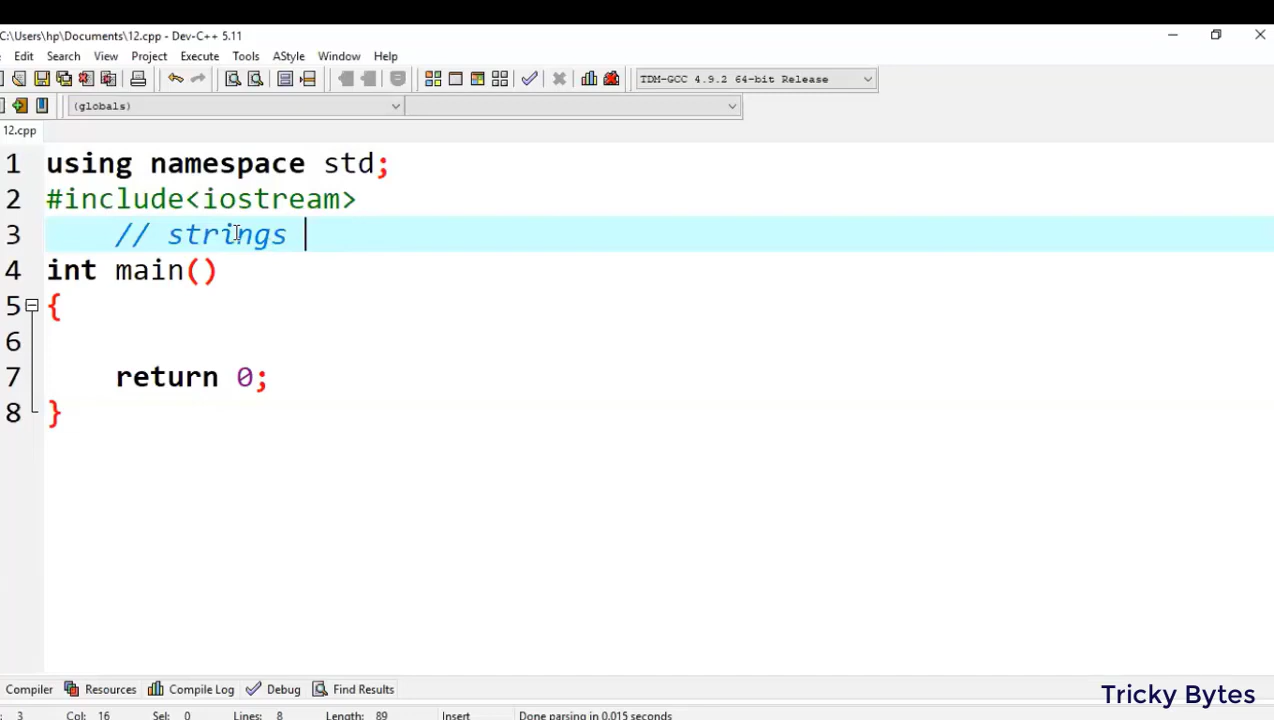 C:\Users\hp\Documents\12.cpp - Dev-C++ 5.11
Edit Search View Project Execute Tools AStyle Window Help
TDM-GCC 4.9.2 64-bit Release
(globals)
12.cpp
1 using namespace std;
2 #include<iostream>
3 // strings
4 int main()
5 {
6
7 return 0;
8 }
Compiler Resources Compile Log Debug Find Results
Tricky Bytes
3 Col: 16 Sel: 0 Lines: 8 Length: 89 Insert Done parsing in 0.015 seconds